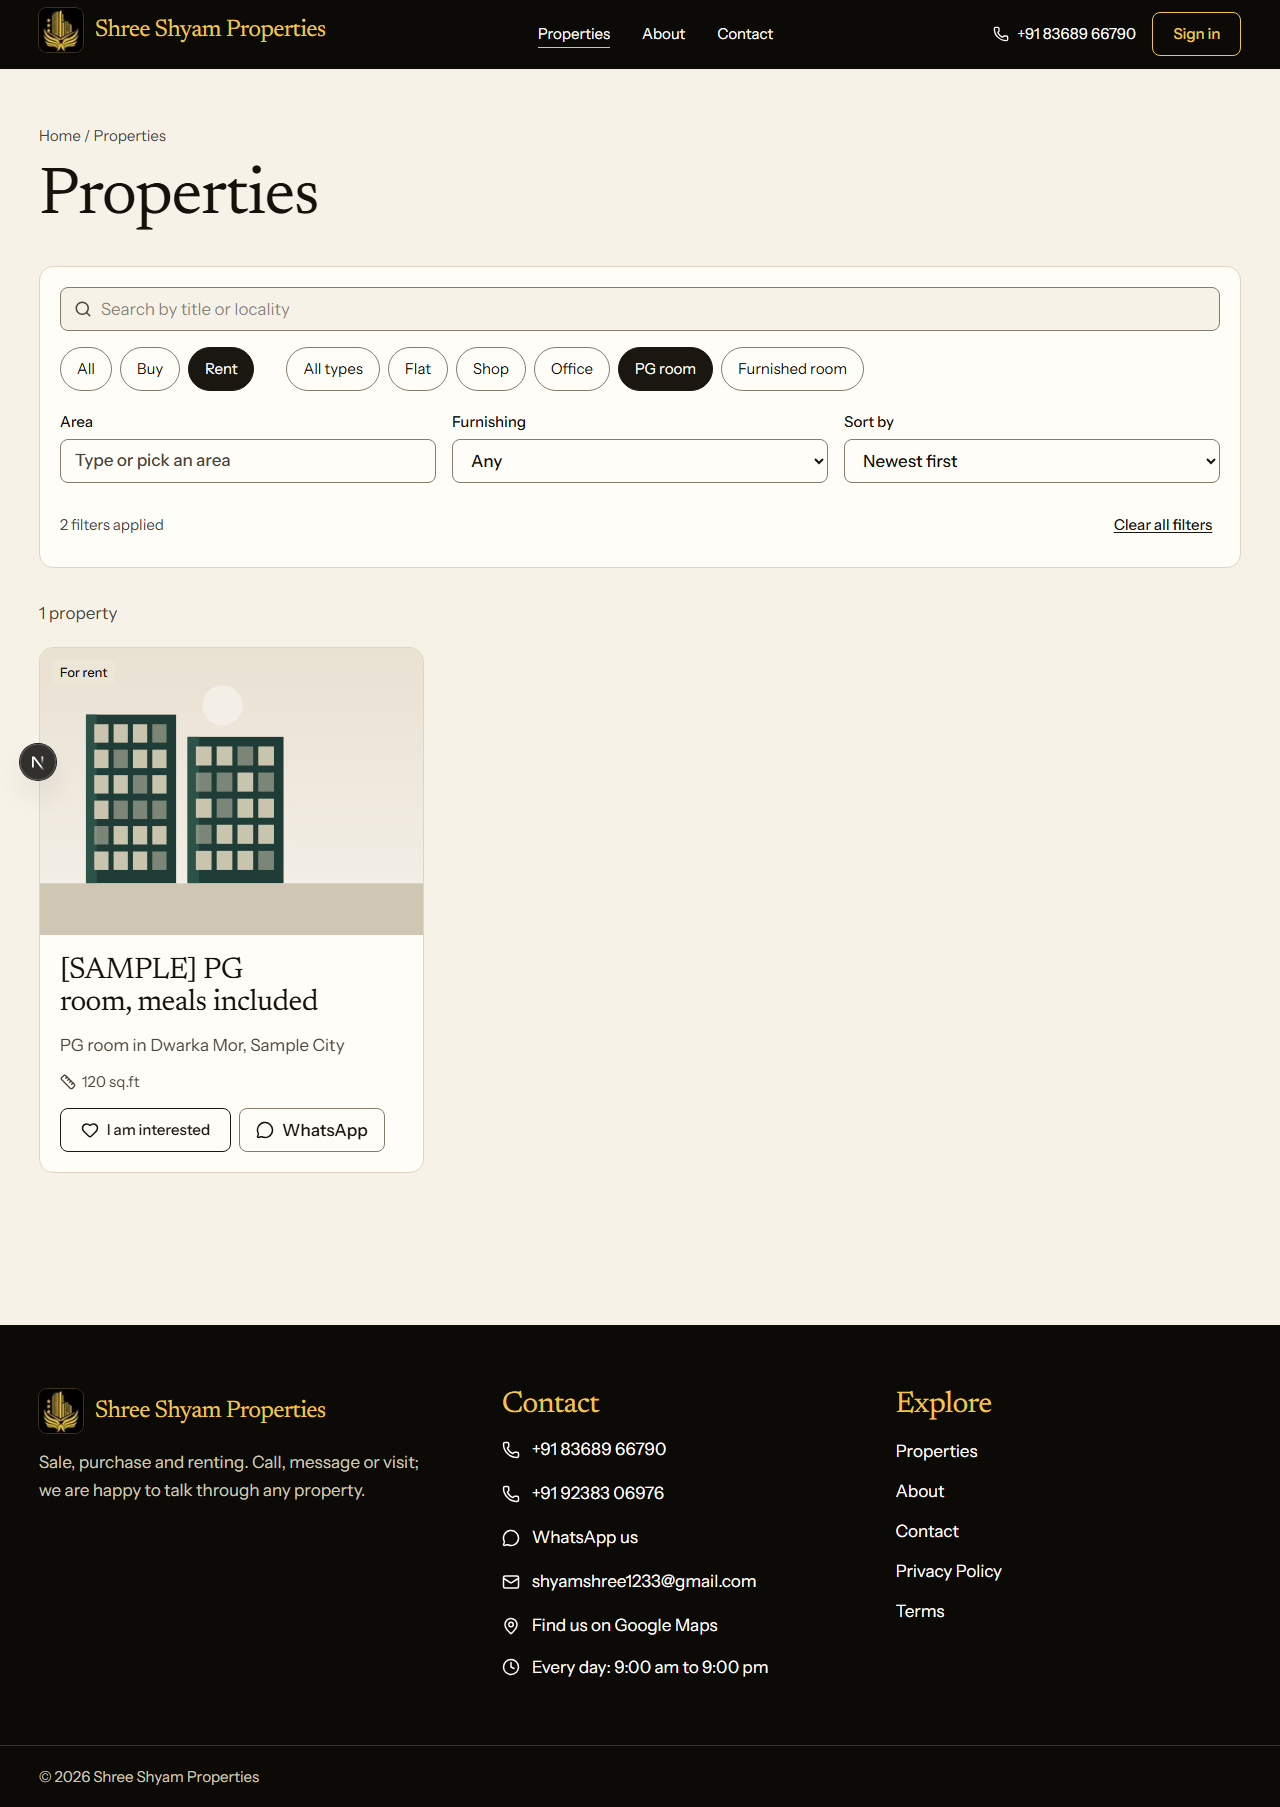 Shree Shyam Properties
Properties
About
Contact
+91 83689 66790
Sign in
Home / Properties
Properties
Search by title or locality
All
Buy
Rent
All types
Flat
Shop
Office
PG room
Furnished room
Area
Furnishing
Sort by
Type or pick an area
Any
Newest first
2 filters applied
Clear all filters
1 property
For rent
N
[SAMPLE] PG
room, meals included
PG room in Dwarka Mor, Sample City
120 sq.ft
I am interested
WhatsApp
Shree Shyam Properties
Sale, purchase and renting. Call, message or visit;
we are happy to talk through any property.
Contact
+91 83689 66790
+91 92383 06976
WhatsApp us
shyamshree1233@gmail.com
Find us on Google Maps
Every day: 9:00 am to 9:00 pm
Explore
Properties
About
Contact
Privacy Policy
Terms
© 2026 Shree Shyam Properties